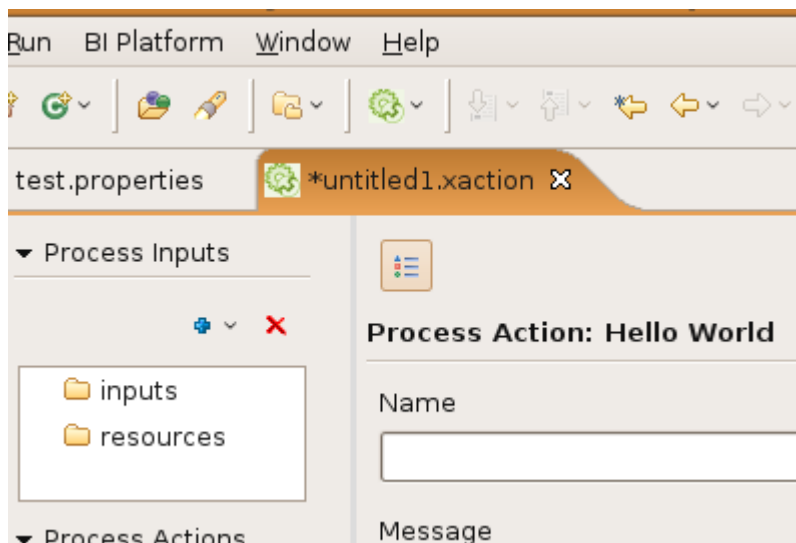 Run BI Platform Window Help
test.properties *untitled1.xaction
Process Inputs
Process Action: Hello World
inputs
resources
Name
Message
Process Actions